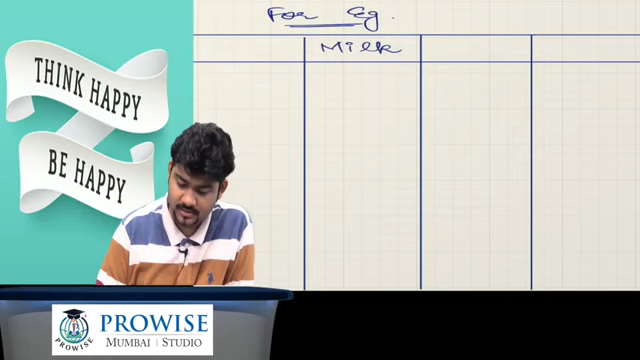 For Eg.
Milk
THINK HAPPY
BE HAPPY
PROWISE
PROWISE
MUMBAI | STUDIO